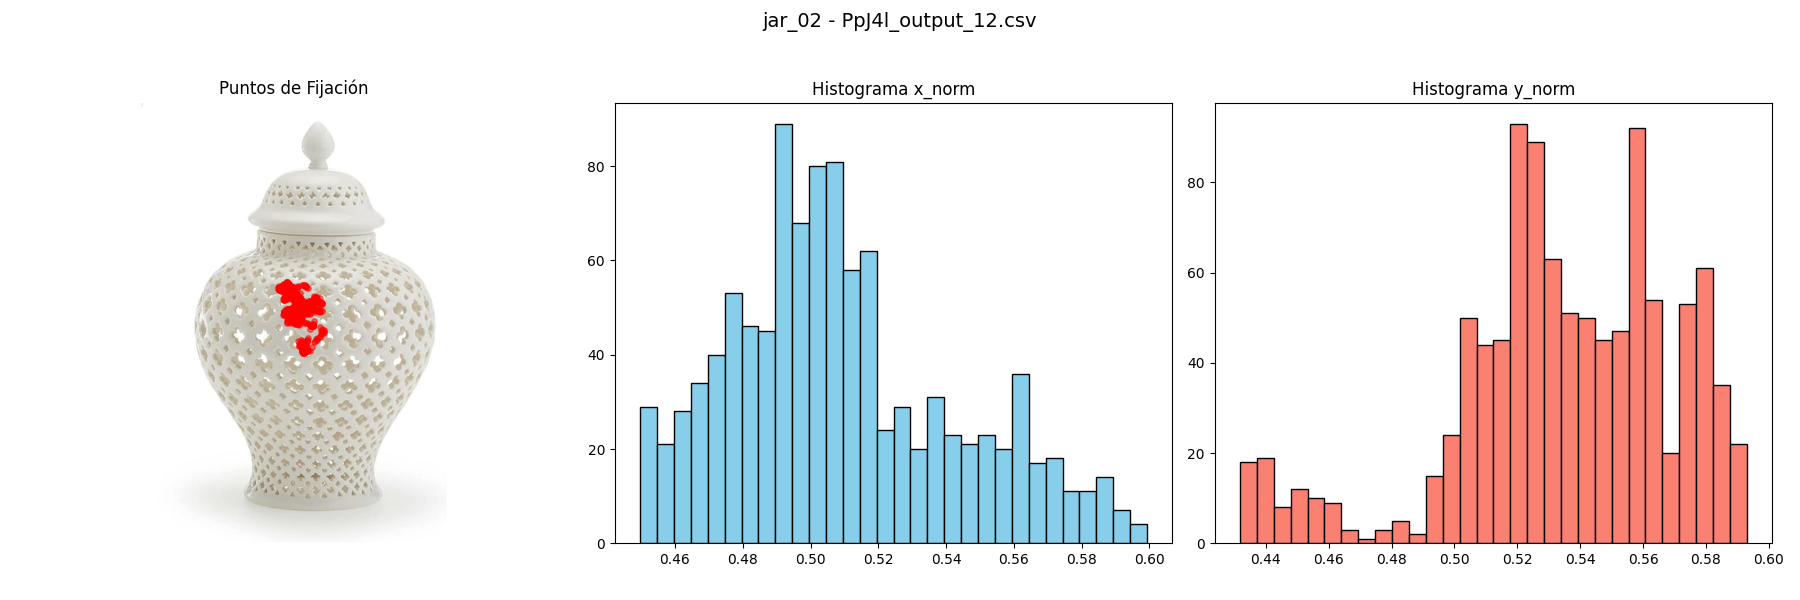 jar_02 - PpJ4l_output_12.csv
Puntos de Fijación
Histograma x_norm
80
60
40
20
0
0.46 0.48 0.50 0.52 0.54 0.56 0.58 0.60
Histograma y_norm
80
60
40
20
0
0.44 0.46 0.48 0.50 0.52 0.54 0.56 0.58 0.60